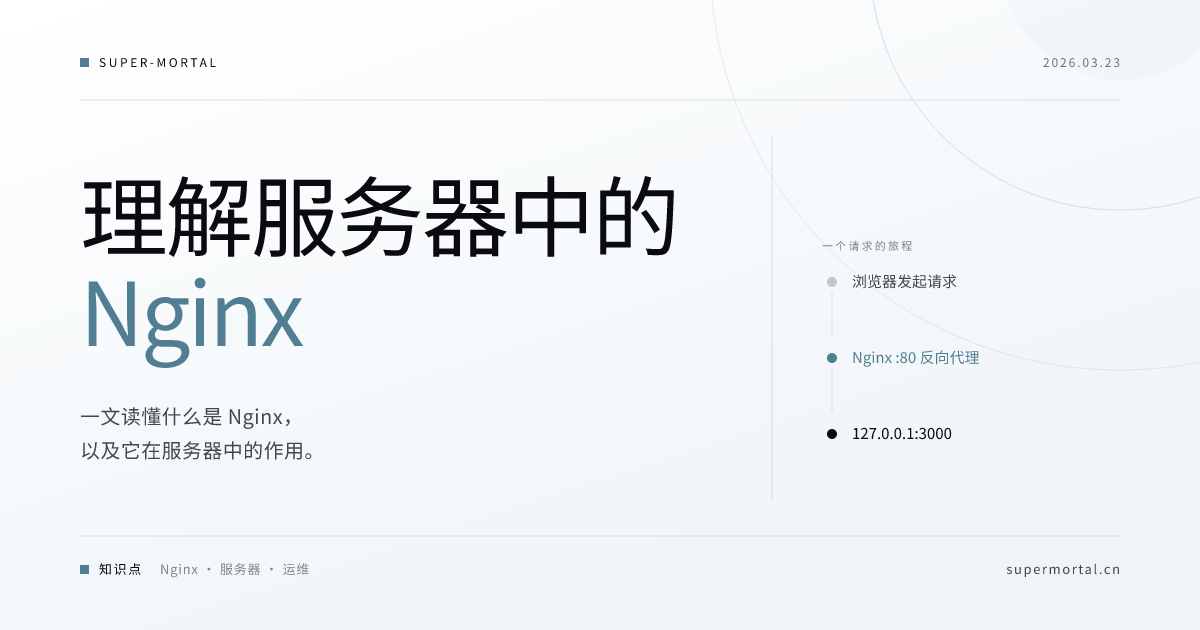 SUPER-MORTAL
2026.03.23
理解服务器中的
Nginx
一文读懂什么是 Nginx，
以及它在服务器中的作用。
一个请求的旅程
浏览器发起请求
Nginx :80 反向代理
127.0.0.1:3000
知识点 Nginx · 服务器 · 运维
supermortal.cn